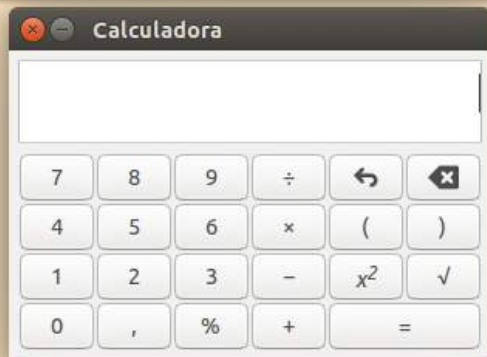 Calculadora
7 8 9 ÷
4 5 6 × ( )
1 2 3 − x² √
0 , % + =